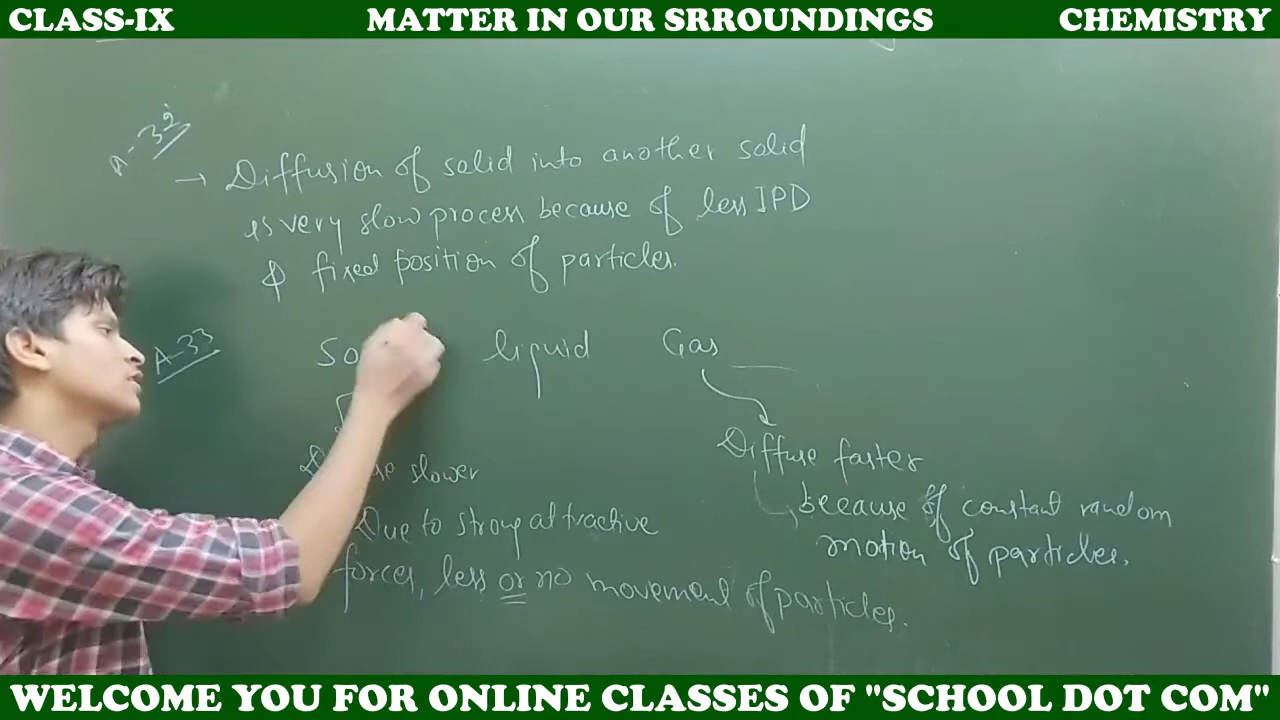 CLASS-IX MATTER IN OUR SRROUNDINGS CHEMISTRY
A-32
→ Diffusion of solid into another solid
is very slow process because of less IPD
& fixed position of particles.
A-33
So liquid Gas
Diffuse faster
slower
because of constant random
Due to strong attractive
motion of particles.
forces, less or no movement of particles.
WELCOME YOU FOR ONLINE CLASSES OF "SCHOOL DOT COM"